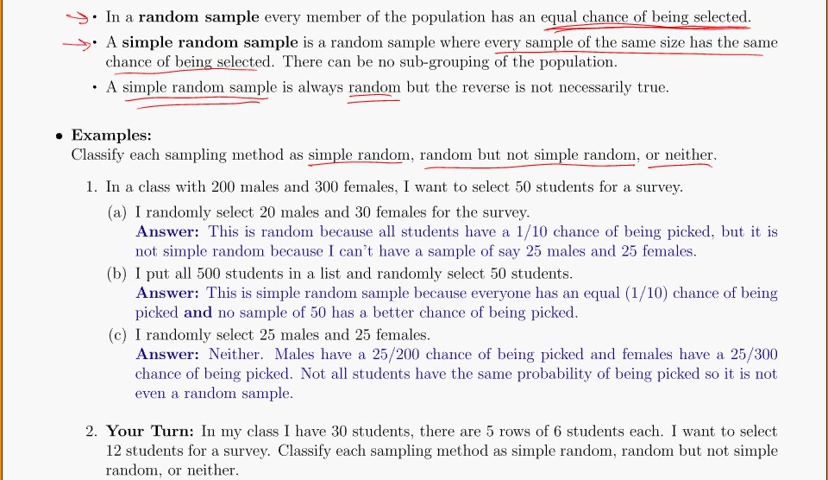 • In a random sample every member of the population has an equal chance of being selected.
• A simple random sample is a random sample where every sample of the same size has the same
chance of being selected. There can be no sub-grouping of the population.
• A simple random sample is always random but the reverse is not necessarily true.
• Examples:
Classify each sampling method as simple random, random but not simple random, or neither.
1. In a class with 200 males and 300 females, I want to select 50 students for a survey.
(a) I randomly select 20 males and 30 females for the survey.
Answer: This is random because all students have a 1/10 chance of being picked, but it is
not simple random because I can't have a sample of say 25 males and 25 females.
(b) I put all 500 students in a list and randomly select 50 students.
Answer: This is simple random sample because everyone has an equal (1/10) chance of being
picked and no sample of 50 has a better chance of being picked.
(c) I randomly select 25 males and 25 females.
Answer: Neither. Males have a 25/200 chance of being picked and females have a 25/300
chance of being picked. Not all students have the same probability of being picked so it is not
even a random sample.
2. Your Turn: In my class I have 30 students, there are 5 rows of 6 students each. I want to select
12 students for a survey. Classify each sampling method as simple random, random but not simple
random, or neither.